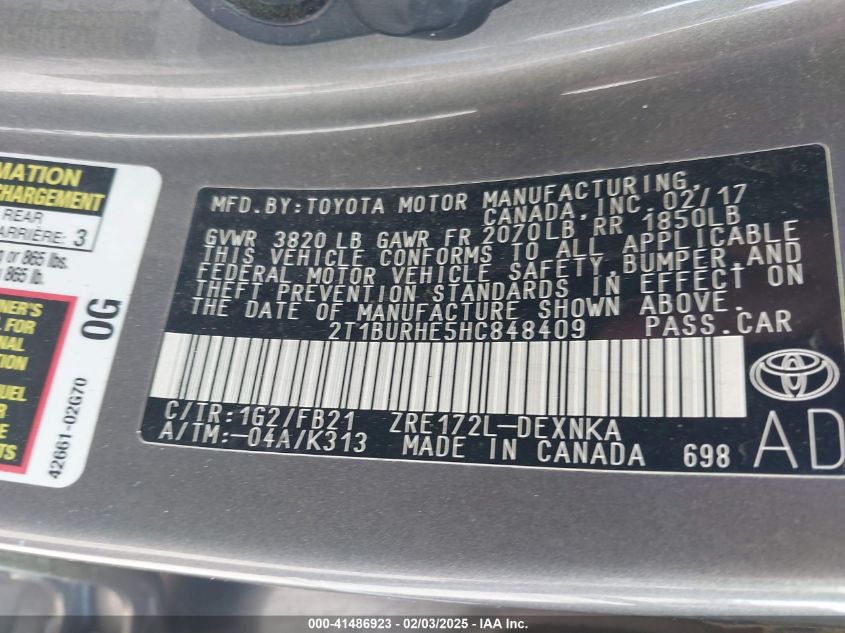 MATION
CHARGEMENT
REAR
ARRIÈRE: 3
g or 865 lbs.
865 lb.
NER'S
. FOR
NAL
TION
UEL
TS
0G
42661-02G70
MFD.BY:TOYOTA MOTOR MANUFACTURING,
CANADA, INC. 02/17
GVWR 3820 LB GAWR FR 2070LB, RR 1850LB
THIS VEHICLE CONFORMS TO ALL APPLICABLE
FEDERAL MOTOR VEHICLE SAFETY, BUMPER AND
THEFT PREVENTION STANDARDS IN EFFECT ON
THE DATE OF MANUFACTURE SHOWN ABOVE.
2T1BURHE5HC848409 PASS.CAR
C/TR:1G2/FB21 ZRE172L-DEXNKA
A/TM:-04A/K313 MADE IN CANADA 698
AD
000-41486923 - 02/03/2025 - IAA, Inc.